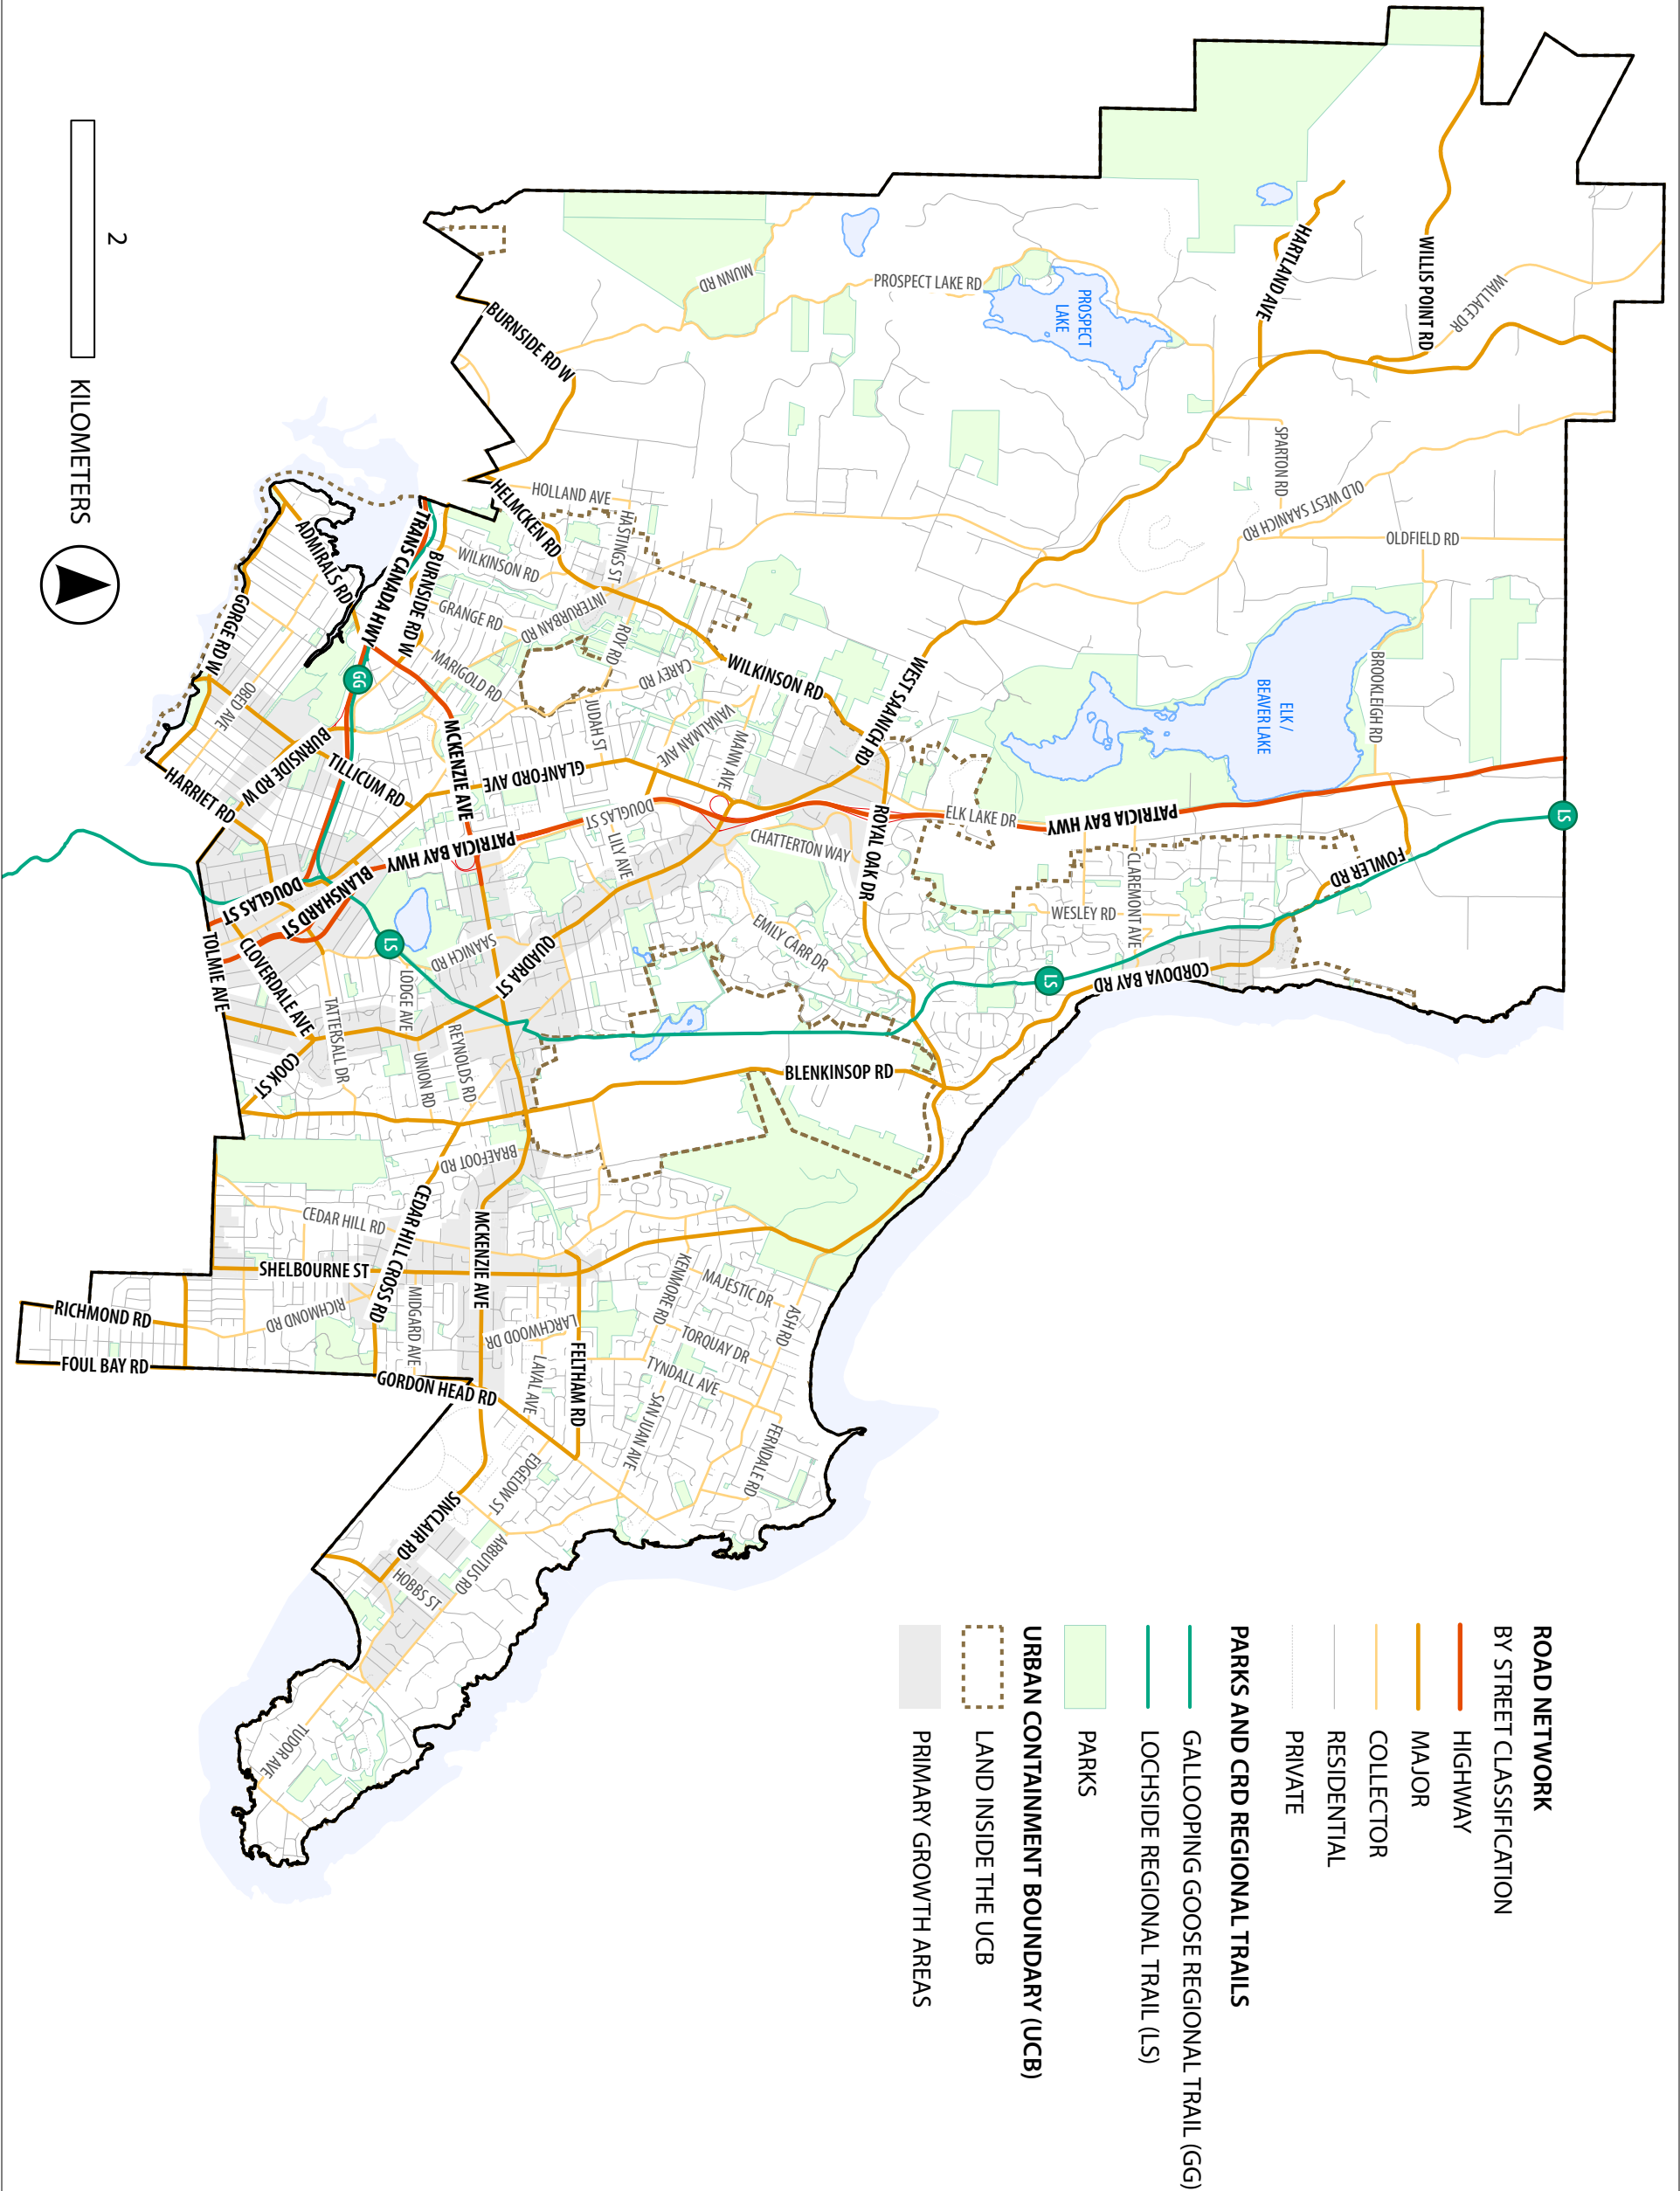 ROAD NETWORK
BY STREET CLASSIFICATION
HIGHWAY
MAJOR
COLLECTOR
RESIDENTIAL
PRIVATE
PARKS AND CRD REGIONAL TRAILS
GALLOOPING GOOSE REGIONAL TRAIL (GG)
LOCHSIDE REGIONAL TRAIL (LS)
PARKS
URBAN CONTAINMENT BOUNDARY (UCB)
LAND INSIDE THE UCB
PRIMARY GROWTH AREAS
WILLIS POINT RD
WALLACE DR
HARTLAND AVE
PROSPECT
LAKE
PROSPECT LAKE RD
MUNN RD
BURNSIDE RD W
SPARTON RD
OLD WEST SAANICH RD
OLDFIELD RD
BROOKLEIGH RD
ELK /
BEAVER LAKE
LS
PATRICIA BAY HWY
FOWLER RD
ELK LAKE DR
CLAREMONT AVE
WESLEY RD
CORDOVA BAY RD
LS
WEST SAANICH RD
ROYAL OAK DR
CHATTERTON WAY
EMILY CARR DR
HOLLAND AVE
HASTINGS ST
HELMCKEN RD
WILKINSON RD
INTERURBAN RD
GRANGE RD
ROY RD
WILKINSON RD
CAREY RD
MARIGOLD RD
JUDAH ST
VANALMAN AVE
MANN AVE
GLANFORD AVE
DOUGLAS ST
LILY AVE
MCKENZIE AVE
PATRICIA BAY HWY
TRANS CANADA HWY
BURNSIDE RD W
ADMIRALS RD
GORGE RD W
GG
OBED AVE
BURNSIDE RD W
TILLICUM RD
HARRIET RD
DOUGLAS ST
BLANSHARD ST
TOLMIE AVE
CLOVERDALE AVE
LS
SAANICH RD
QUADRA ST
LODGE AVE
TATTERSALL DR
REYNOLDS RD
UNION RD
COOK ST
BLENKINSOP RD
BRAEFOOT RD
CEDAR HILL RD
CEDAR HILL CROSS RD
MCKENZIE AVE
SHELBOURNE ST
RICHMOND RD
RICHMOND RD
FOUL BAY RD
MIDGARD AVE
LARCHWOOD DR
LAVAL AVE
FELTHAM RD
GORDON HEAD RD
KENMORE RD
MAJESTIC DR
ASH RD
TORQUAY DR
TYNDALL AVE
SAN JUAN AVE
FERNDALE RD
EDGELOW ST
SINCLAIR RD
ARBUTUS RD
HOBBS ST
TUDOR AVE
2
KILOMETERS